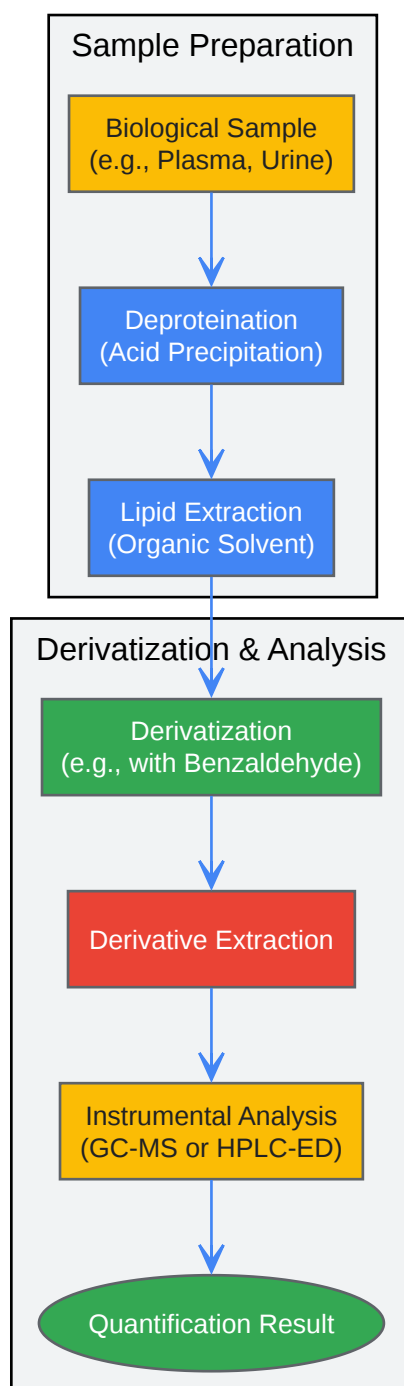 Sample Preparation
Biological Sample
(e.g., Plasma, Urine)
Deproteination
(Acid Precipitation)
Lipid Extraction
(Organic Solvent)
Derivatization & Analysis
Derivatization
(e.g., with Benzaldehyde)
Derivative Extraction
Instrumental Analysis
(GC-MS or HPLC-ED)
Quantification Result